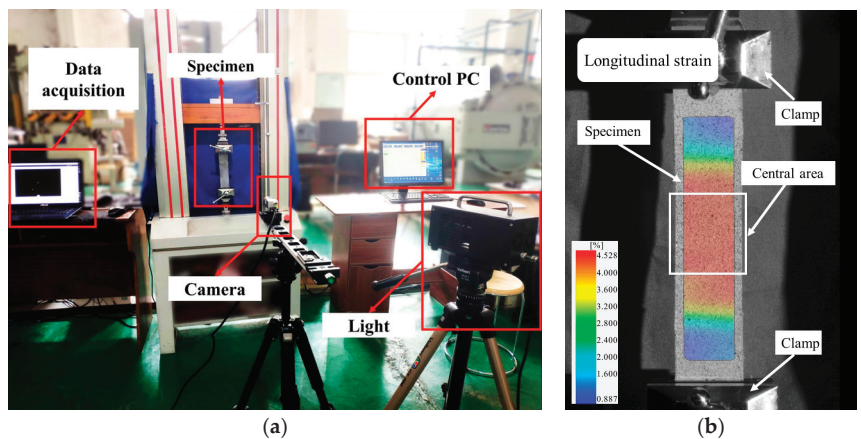 Data
acquisition
Specimen
Control PC
Camera
Light
(a)
Longitudinal strain
Clamp
Specimen
Central area
[%]
4.528
4.000
3.600
3.200
2.800
2.400
2.000
1.600
0.887
Clamp
(b)